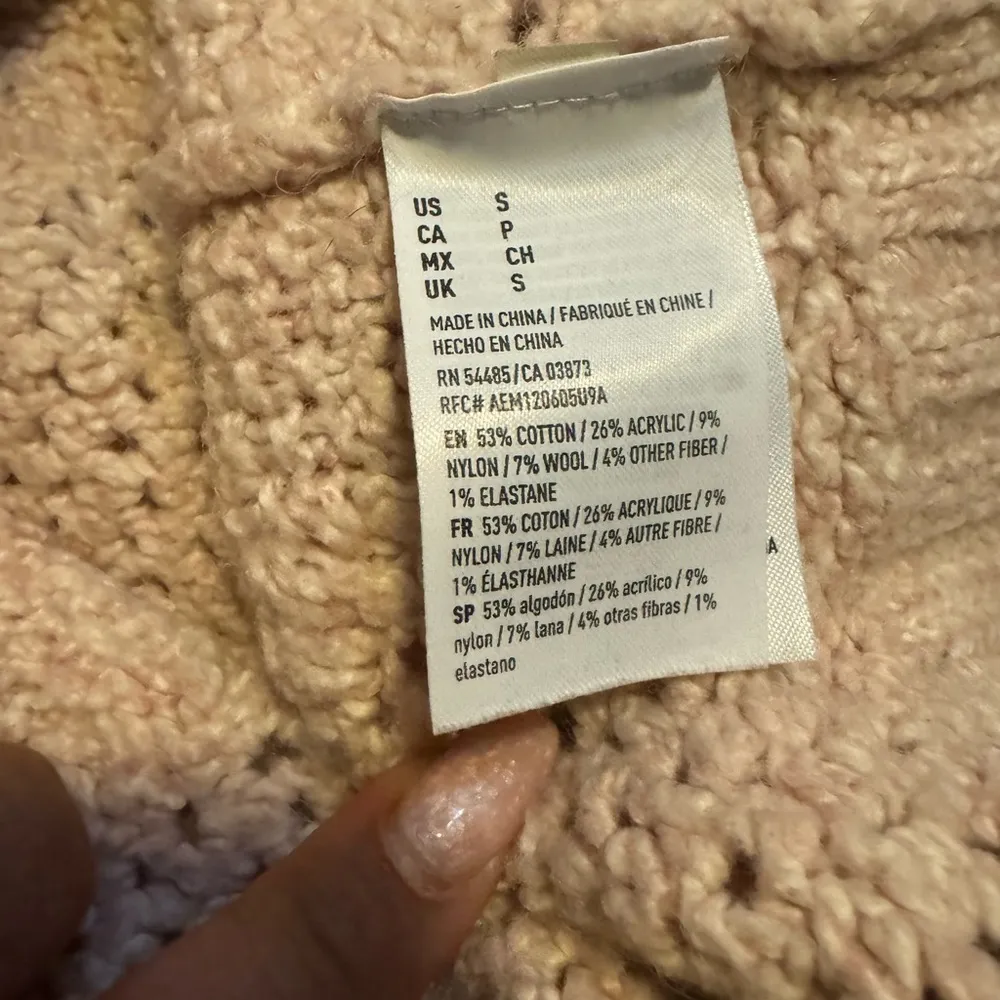 US S
CA P
MX CH
UK S
MADE IN CHINA / FABRIQUÉ EN CHINE /
HECHO EN CHINA
RN 54485/CA 03873
RFC# AEM120605U9A
EN 53% COTTON / 26% ACRYLIC / 9%
NYLON / 7% WOOL / 4% OTHER FIBER /
1% ELASTANE
FR 53% COTON / 26% ACRYLIQUE / 9%
NYLON / 7% LAINE / 4% AUTRE FIBRE /
1% ÉLASTHANNE
SP 53% algodón / 26% acrílico / 9%
nylon / 7% lana / 4% otras fibras / 1%
elastano